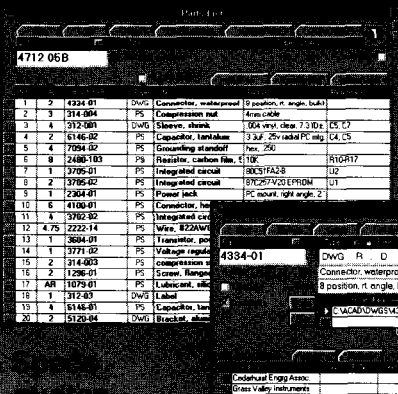 Parts List
4712 05B
1 2 4334-01 DWG Connector, waterproof 8 position, rt. angle, bulkh
2 3 314-004 PS Compression nut 4mm cable
3 4 312-001 DWG Sleeve, shrink .004 vinyl, clear, C5, C7
4 2 6146-02 PS Capacitor, tantalum 3.3uF, 25v radial PC mtg C4, C5
5 4 7094-02 PS Grounding standoff hex, 250
6 8 2480-103 PS Resistor, carbon film, 10K R10-R17
7 1 3705-01 PS Integrated circuit 80C51FA2-8 U2
8 2 3705-02 PS Integrated circuit 87C257-V20 EPROM U1
9 1 2304-01 PS Power jack PC mount, right angle, 2
10 6 4100-01 PS Connector, he
11 4 3702-02 PS Integrated circ
12 4.75 2222-14 PS Wire, #22AWG
13 1 3604-01 PS Transistor, pow
14 1 3771-02 PS Voltage regula
15 2 314-003 PS compression
16 2 1296-01 PS Screw, flange
17 AR 1079-01 PS Lubricant, silic
18 1 312-03 DWG Label
19 4 6146-01 PS Capacitor, tan
20 2 5120-04 DWG Bracket, alum
4334-01 DWG R D
Connector, waterpro
8 position, rt. angle,
C:\ACAD\DWGS\43
Cedarhurst Engrg Assoc.
Grass Valley Instruments